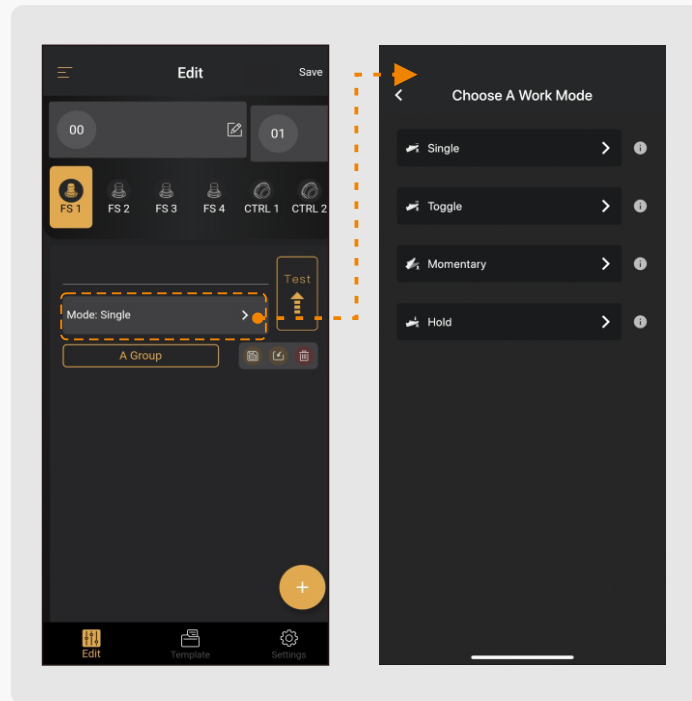 Edit
Save
00
01
FS 1
FS 2
FS 3
FS 4
CTRL 1
CTRL 2
Test
Mode: Single
A Group
Edit
Template
Settings
Choose A Work Mode
Single
Toggle
Momentary
Hold